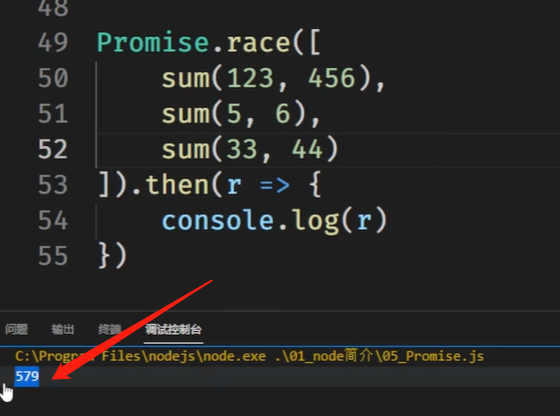 48
49 Promise.race([
50 sum(123, 456),
51 sum(5, 6),
52 sum(33, 44)
53 ]).then(r => {
54 console.log(r)
55 })
问题 输出 终端 调试控制台
C:\Program Files\nodejs\node.exe .\01_node简介\05_Promise.js
579